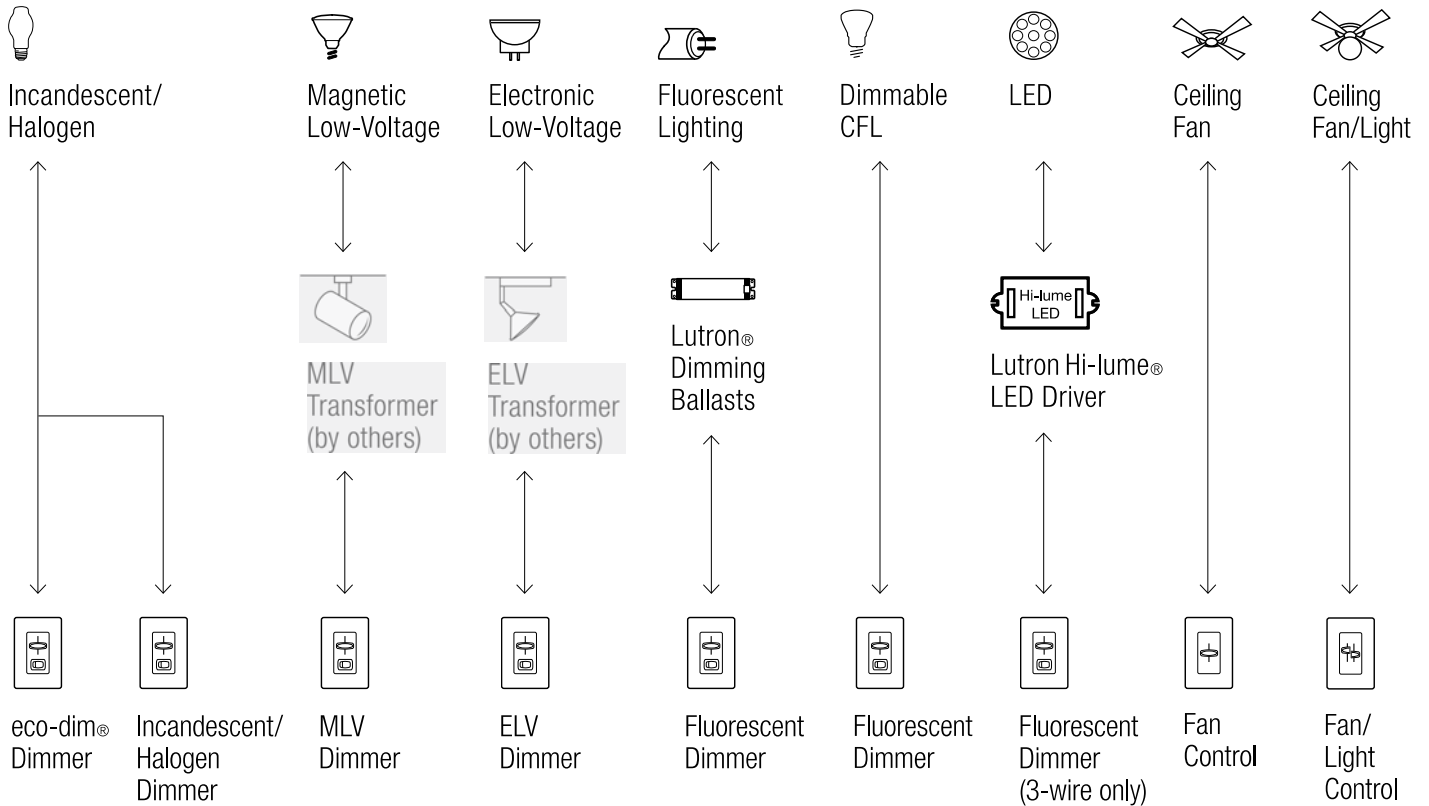 Incandescent/
Halogen
Magnetic
Low-Voltage
Electronic
Low-Voltage
Fluorescent
Lighting
Dimmable
CFL
LED
Ceiling
Fan
Ceiling
Fan/Light
MLV
Transformer
(by others)
ELV
Transformer
(by others)
Lutron®
Dimming
Ballasts
Hi-lume
LED
Lutron Hi-lume®
LED Driver
eco-dim®
Dimmer
Incandescent/
Halogen
Dimmer
MLV
Dimmer
ELV
Dimmer
Fluorescent
Dimmer
Fluorescent
Dimmer
Fluorescent
Dimmer
(3-wire only)
Fan
Control
Fan/
Light
Control